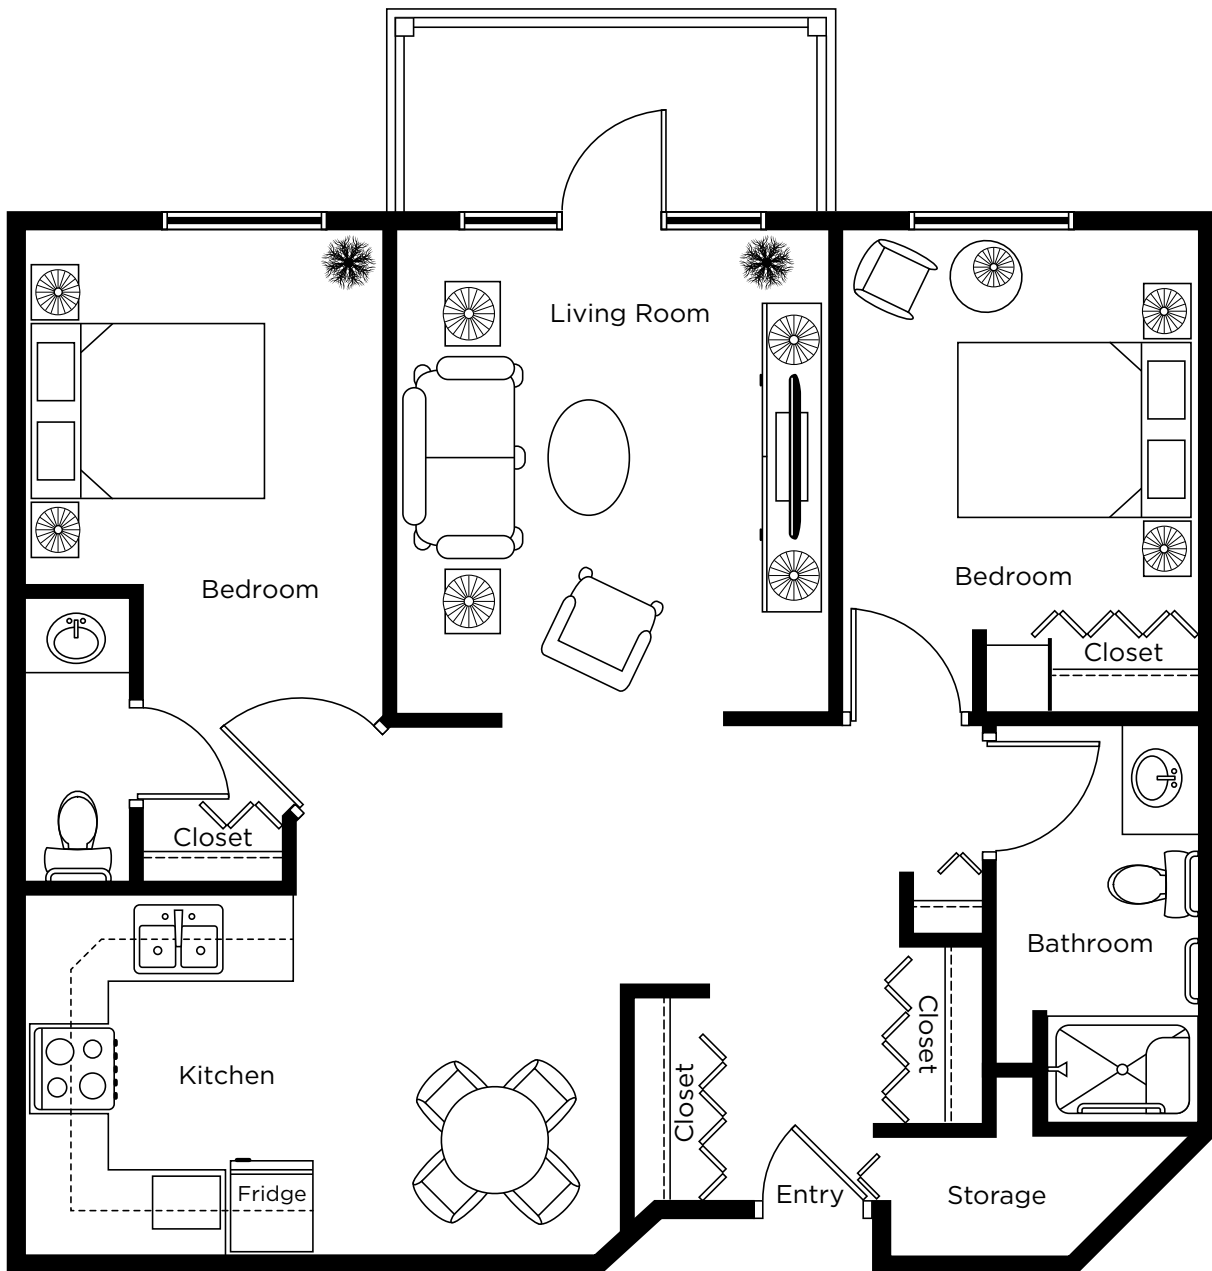 Living Room
Bedroom
Bedroom
Closet
Closet
Bathroom
Closet
Kitchen
Closet
Fridge
Entry
Storage